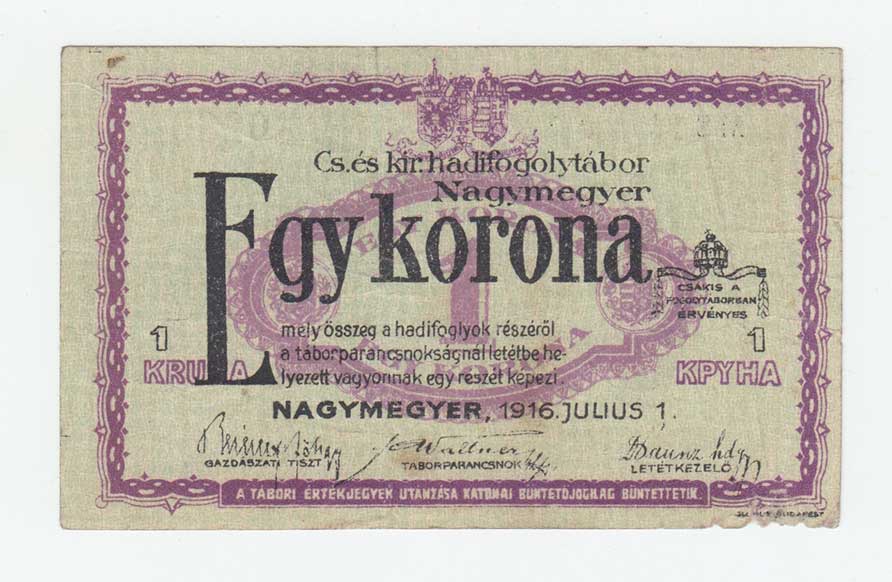 Cs. és kir. hadifogolytábor
Nagymegyer
Egy korona
CSAKIS A
FOGOLYTÁBORBAN
ÉRVÉNYES
1
1
1
mely összeg a hadifoglyok részéről
a táborparancsnokságnál letétbe he-
lyezett vagyonnak egy részét képezi.
KRUNA
КРУНА
NAGYMEGYER, 1916. JULIUS 1.
GAZDÁSZATI TISZT
TÁBORPARANCSNOK
LETÉTKEZELŐ
A TÁBORI ÉRTÉKJEGYEK UTÁNZÁSA KATONAI BÜNTETŐJOGILAG BÜNTETTETIK.
BUDAPEST